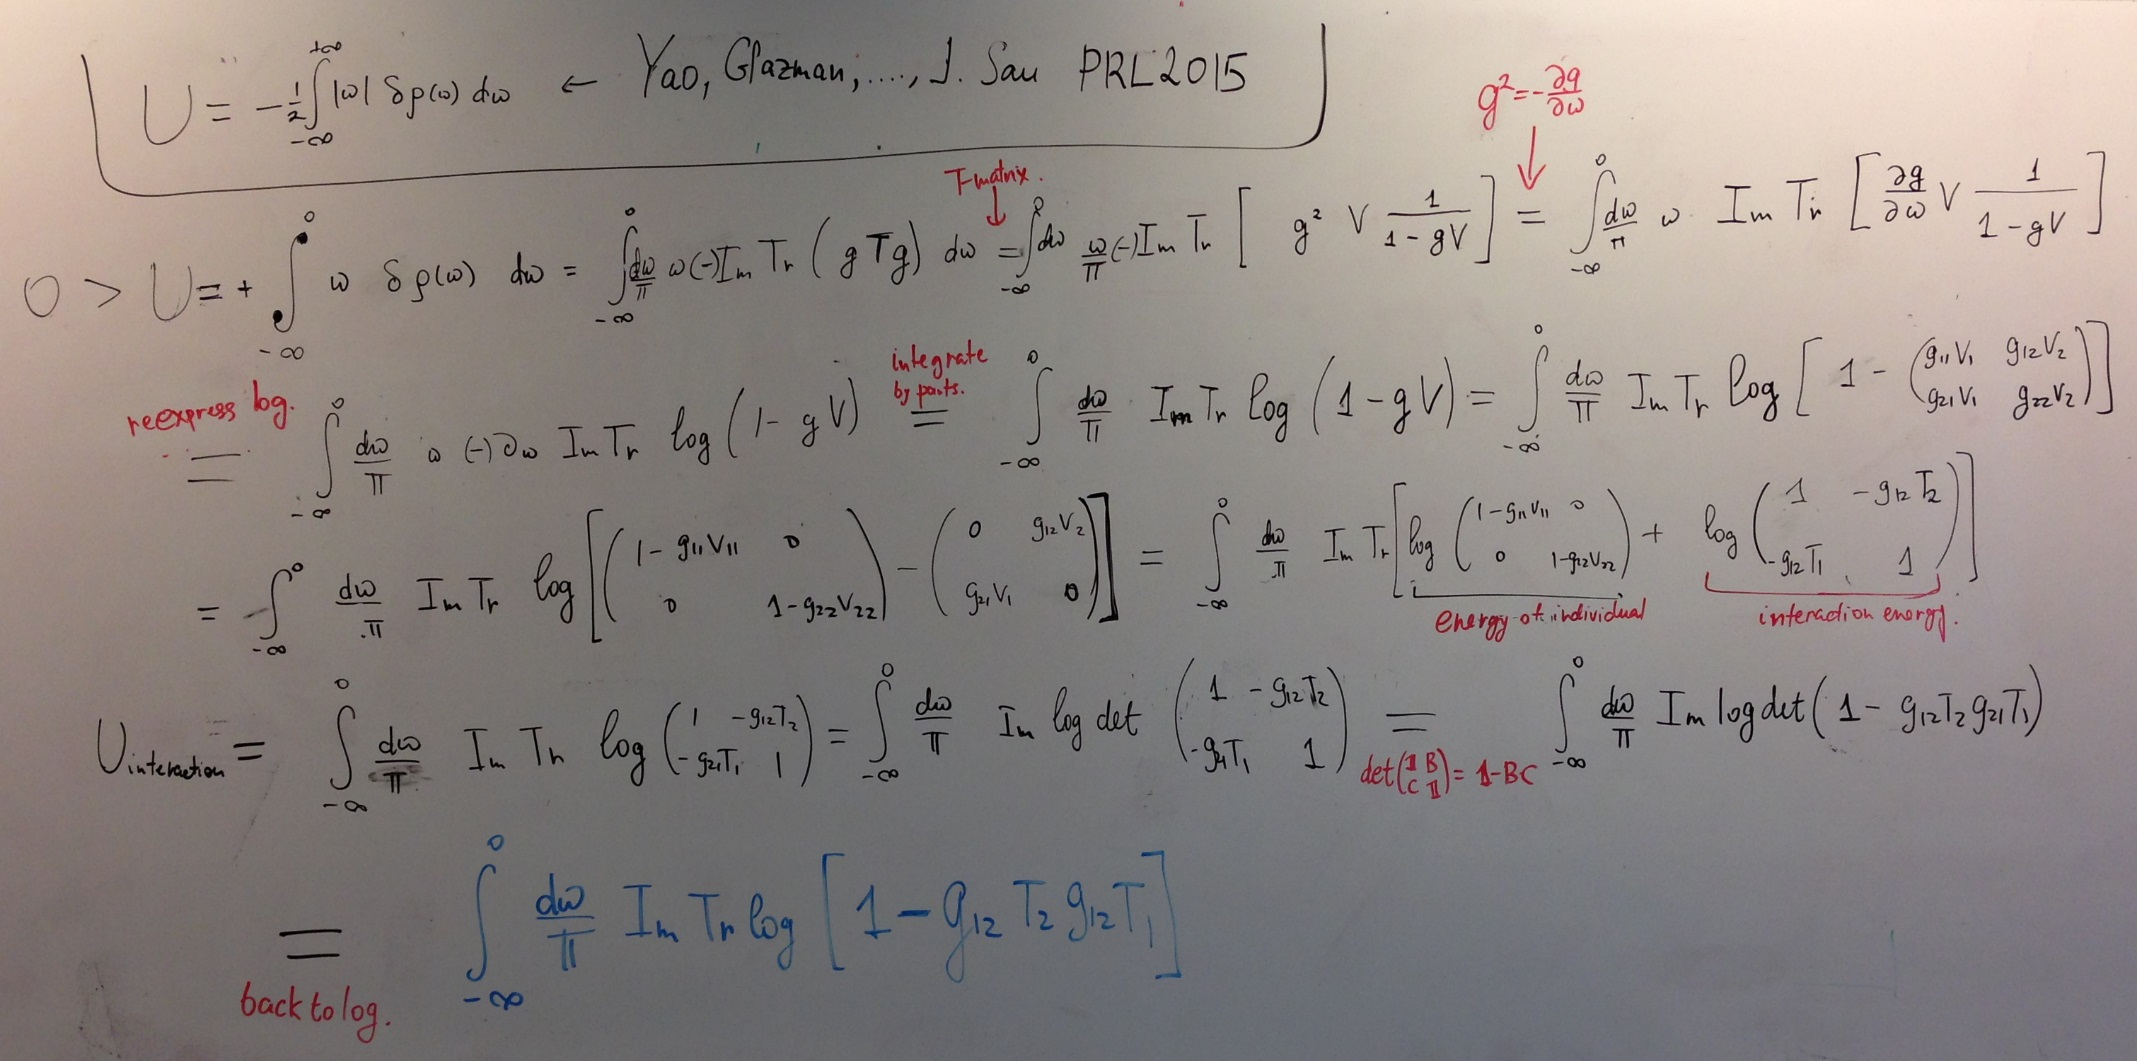 U = -½ ∫_{-∞}^{+∞} |ω| δρ(ω) dω ← Yao, Glazman, ...., J. Sau PRL 2015
g² = -∂g/∂ω
T-matrix.
0 > U = + ∫_{-∞}^{0} ω δρ(ω) dω = ∫_{-∞}^{0} dω/π ω(-)Im Tr (g T g) dω = ∫_{-∞}^{0} dω ω/π (-)Im Tr [ g² V 1/(1-gV) ] = ∫_{-∞}^{0} dω/π ω Im Tr [ ∂g/∂ω V 1/(1-gV) ]
reexpress log. integrate by parts.
= ∫_{-∞}^{0} dω/π ω (-)∂ω Im Tr log (1-gV) = ∫_{-∞}^{0} dω/π Im Tr log (1-gV) = ∫_{-∞}^{0} dω/π Im Tr log [ 1 - ( g₁₁V₁ g₁₂V₂ ; g₂₁V₁ g₂₂V₂ ) ]
= ∫_{-∞}^{0} dω/π Im Tr log [ ( 1-g₁₁V₁₁ 0 ; 0 1-g₂₂V₂₂ ) - ( 0 g₁₂V₂ ; g₂₁V₁ 0 ) ] = ∫_{-∞}^{0} dω/π Im Tr [ log ( 1-g₁₁V₁₁ 0 ; 0 1-g₂₂V₂₂ ) + log ( 1 -g₁₂T₂ ; -g₁₂T₁ 1 ) ]
energy of individual interaction energy.
U_interaction = ∫_{-∞}^{0} dω/π Im Tr log ( 1 -g₁₂T₂ ; -g₂₁T₁ 1 ) = ∫_{-∞}^{0} dω/π Im log det ( 1 -g₁₂T₂ ; -g₂₁T₁ 1 ) = ∫_{-∞}^{0} dω/π Im log det ( 1 - g₁₂T₂g₂₁T₁ )
det ( 1 B ; C 1 ) = 1-BC
= ∫_{-∞}^{0} dω/π Im Tr log [ 1 - g₁₂ T₂ g₁₂ T₁ ]
back to log.